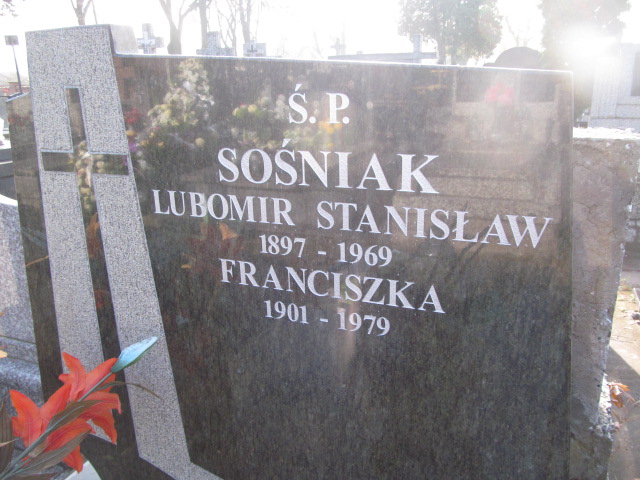 Ś. P.
SOŚNIAK
LUBOMIR STANISŁAW
1897 - 1969
FRANCISZKA
1901 - 1979